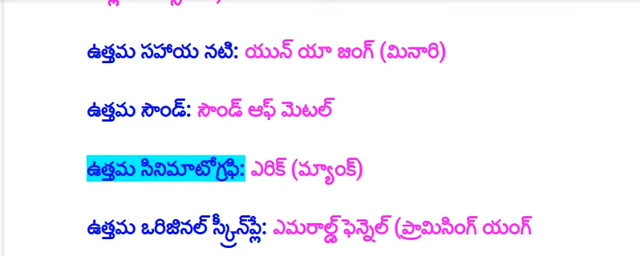 ఉత్తమ సహాయ నటి: యున్ యా జంగ్ (మినారి)
ఉత్తమ సౌండ్: సౌండ్ ఆఫ్ మెటల్
ఉత్తమ సినిమాటోగ్రఫి: ఎరిక్ (మ్యాంక్)
ఉత్తమ ఒరిజినల్ స్క్రీన్‌ప్లే: ఎమరాల్డ్ ఫెన్నెల్ (ప్రామిసింగ్ యంగ్